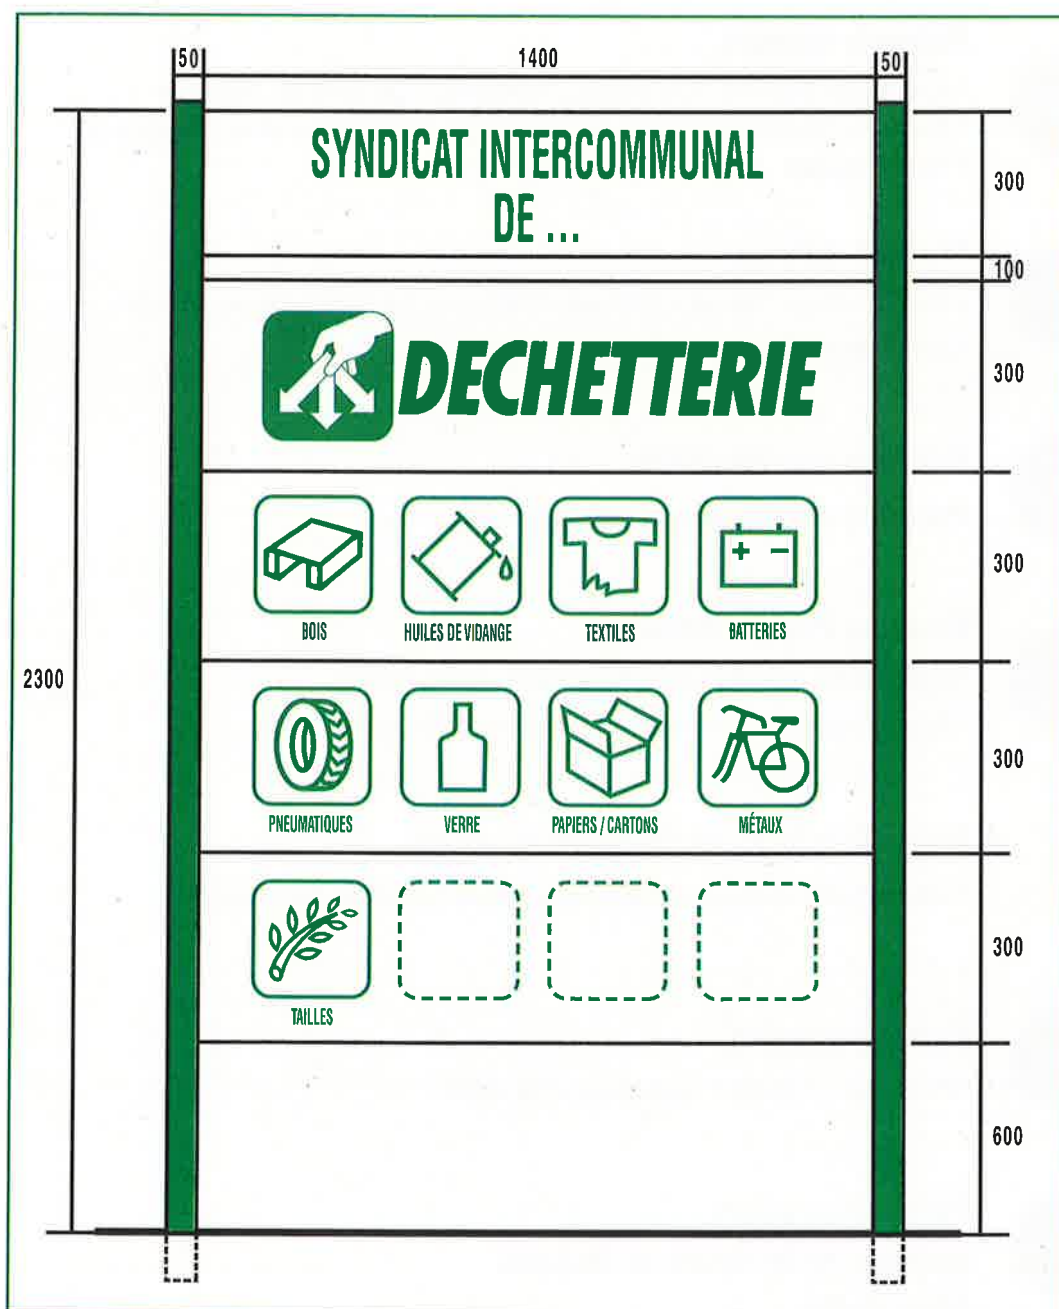 50 1400 50
SYNDICAT INTERCOMMUNAL
DE ...
300
100
DECHETTERIE
300
+ -
300
BOIS HUILES DE VIDANGE TEXTILES BATTERIES
2300
300
PNEUMATIQUES VERRE PAPIERS / CARTONS MÉTAUX
300
TAILLES
600